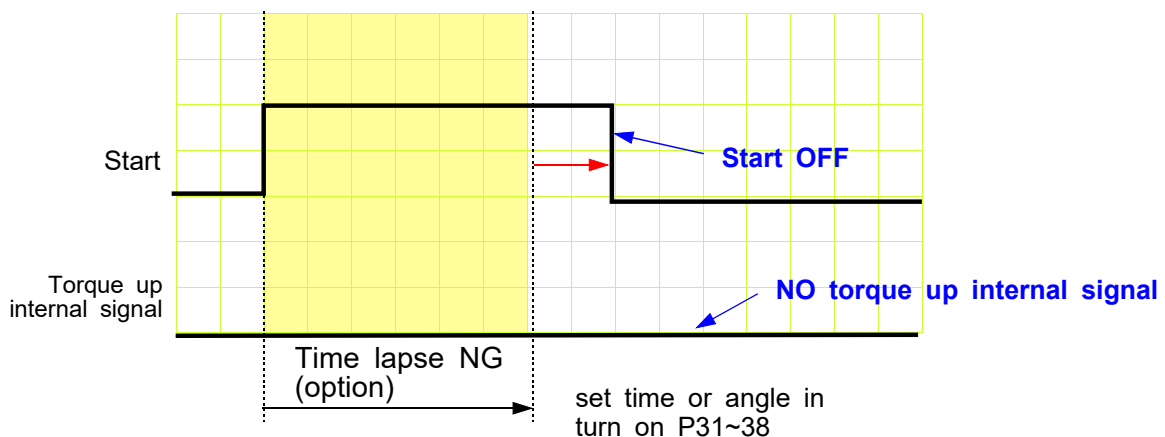 Start
Start OFF
Torque up
internal signal
NO torque up internal signal
Time lapse NG
(option)
set time or angle in
turn on P31~38